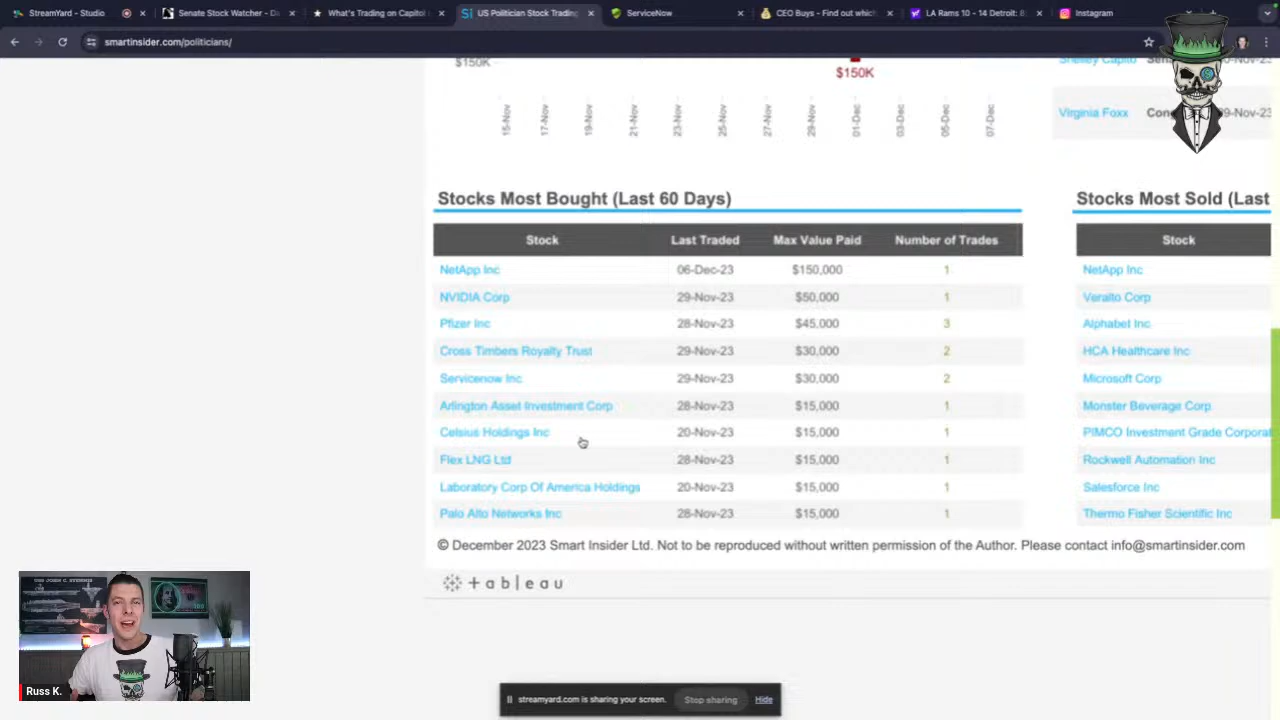 StreamYard - Studio
Senate Stock Watcher - Da
What's Trading on Capitol H
US Politician Stock Trading
ServiceNow
CEO Buys - Find out which
LA Rams 10 - 14 Detroit:
Instagram
smartinsider.com/politicians/
$150K
$150K
15-Nov
17-Nov
19-Nov
21-Nov
23-Nov
25-Nov
27-Nov
29-Nov
01-Dec
03-Dec
05-Dec
07-Dec
Shelley Capito
Virginia Foxx
Stocks Most Bought (Last 60 Days)
Stock Last Traded Max Value Paid Number of Trades
NetApp Inc 06-Dec-23 $150,000 1
NVIDIA Corp 29-Nov-23 $50,000 1
Pfizer Inc 28-Nov-23 $45,000 3
Cross Timbers Royalty Trust 29-Nov-23 $30,000 2
Servicenow Inc 29-Nov-23 $30,000 2
Arlington Asset Investment Corp 28-Nov-23 $15,000 1
Celsius Holdings Inc 20-Nov-23 $15,000 1
Flex LNG Ltd 28-Nov-23 $15,000 1
Laboratory Corp Of America Holdings 20-Nov-23 $15,000 1
Palo Alto Networks Inc 28-Nov-23 $15,000 1
Stocks Most Sold (Last
Stock
NetApp Inc
Veralto Corp
Alphabet Inc
HCA Healthcare Inc
Microsoft Corp
Monster Beverage Corp
PIMCO Investment Grade Corporat
Rockwell Automation Inc
Salesforce Inc
Thermo Fisher Scientific Inc
© December 2023 Smart Insider Ltd. Not to be reproduced without written permission of the Author. Please contact info@smartinsider.com
+ableau
Russ K.
streamyard.com is sharing your screen.
Stop sharing
Hide